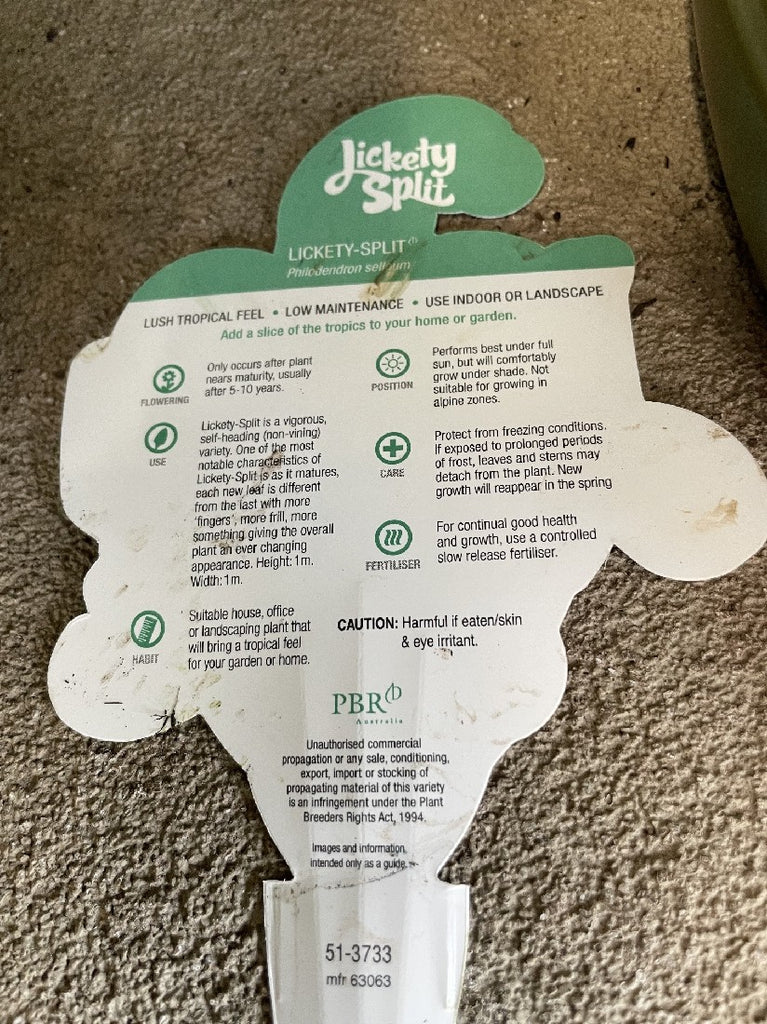 Lickety
Split
LICKETY-SPLIT
Philodendron selloum
LUSH TROPICAL FEEL • LOW MAINTENANCE • USE INDOOR OR LANDSCAPE
Add a slice of the tropics to your home or garden.
FLOWERING
Only occurs after plant
nears maturity, usually
after 5-10 years.
USE
Lickety-Split is a vigorous,
self-heading (non-vining)
variety. One of the most
notable characteristics of
Lickety-Split is as it matures,
each new leaf is different
from the last with more
'fingers', more frill, more
something giving the overall
plant an ever changing
appearance. Height: 1m.
Width: 1m.
HABIT
Suitable house, office
or landscaping plant that
will bring a tropical feel
for your garden or home.
POSITION
Performs best under full
sun, but will comfortably
grow under shade. Not
suitable for growing in
alpine zones.
CARE
Protect from freezing conditions.
If exposed to prolonged periods
of frost, leaves and stems may
detach from the plant. New
growth will reappear in the spring
FERTILISER
For continual good health
and growth, use a controlled
slow release fertiliser.
CAUTION: Harmful if eaten/skin
& eye irritant.
PBR
Australia
Unauthorised commercial
propagation or any sale, conditioning,
export, import or stocking of
propagating material of this variety
is an infringement under the Plant
Breeders Rights Act, 1994.
Images and information,
intended only as a guide.
51-3733
mfr 63063